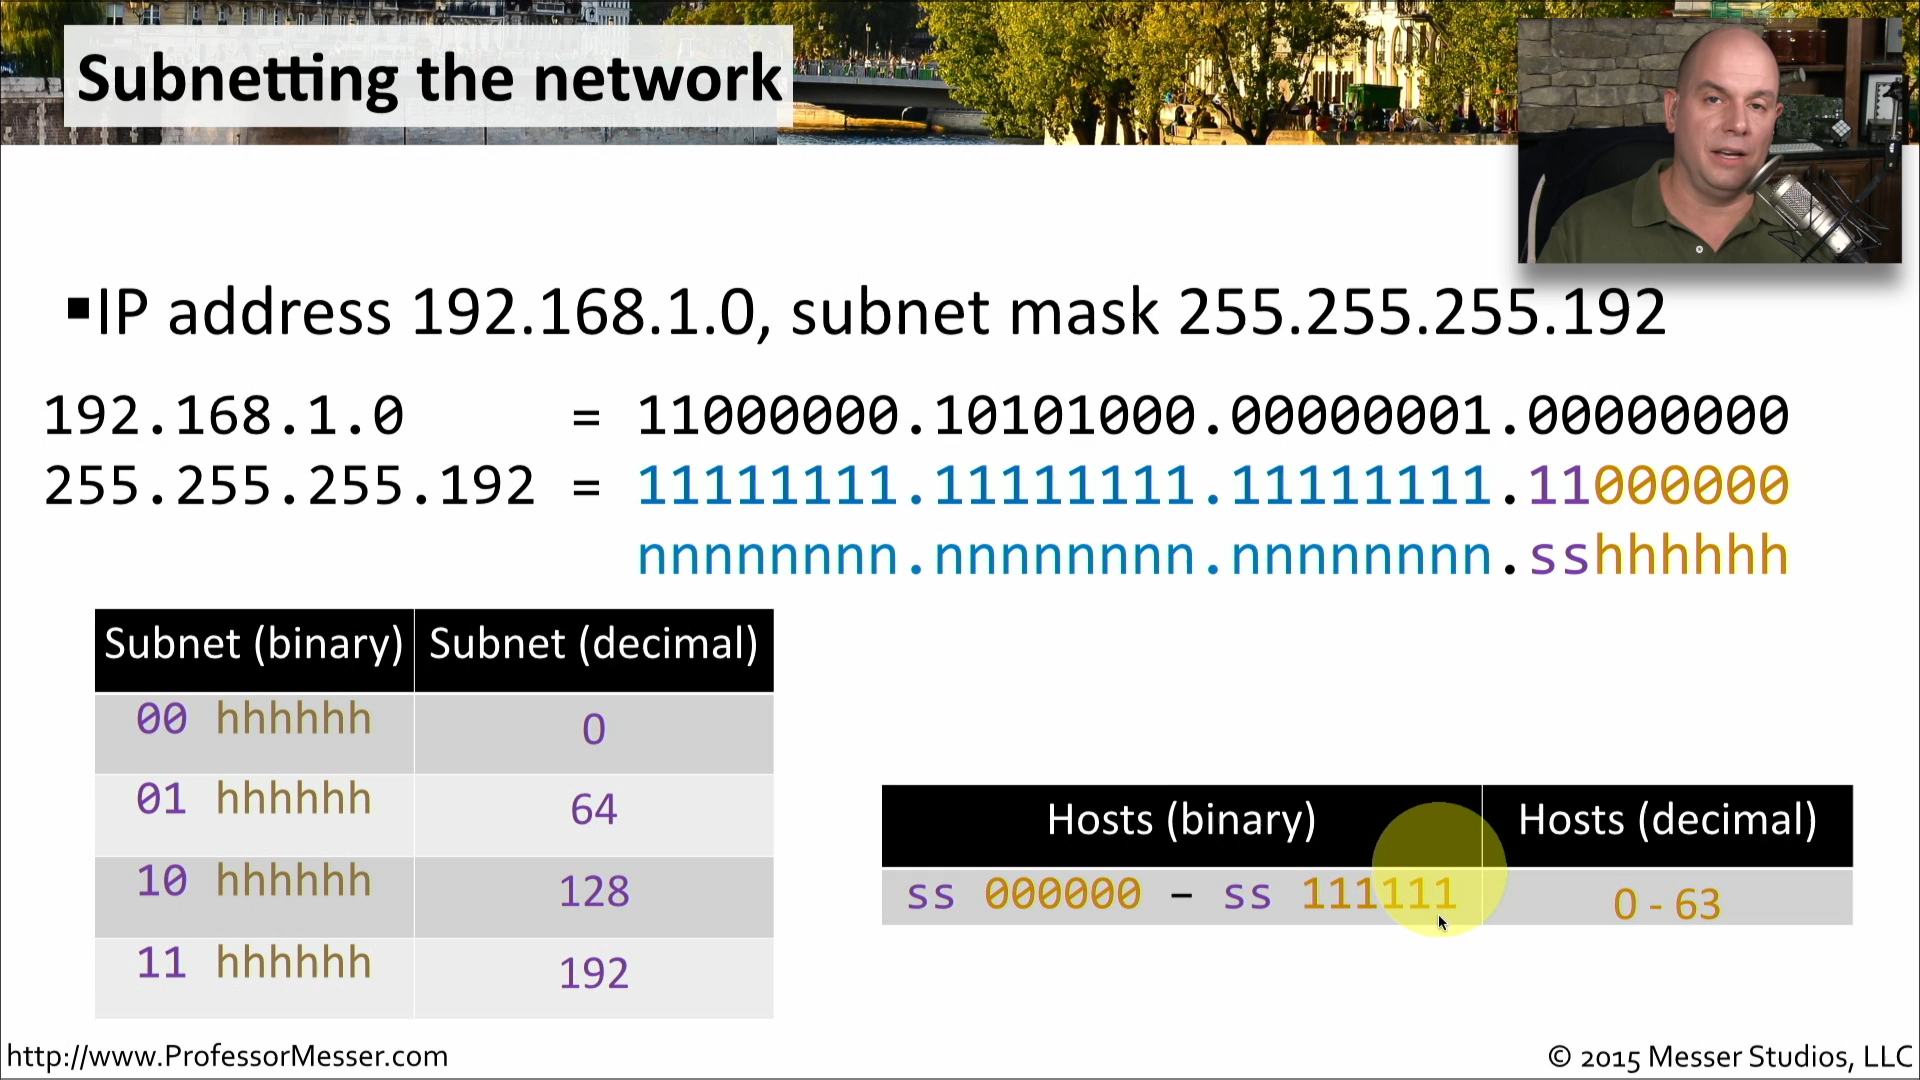 Subnetting the network
▪IP address 192.168.1.0, subnet mask 255.255.255.192
192.168.1.0 = 11000000.10101000.00000001.00000000
255.255.255.192 = 11111111.11111111.11111111.11000000
nnnnnnnn.nnnnnnnn.nnnnnnnn.sshhhhhh
Subnet (binary) Subnet (decimal)
00 hhhhhh 0
01 hhhhhh 64
10 hhhhhh 128
11 hhhhhh 192
Hosts (binary) Hosts (decimal)
ss 000000 – ss 111111 0 - 63
http://www.ProfessorMesser.com
© 2015 Messer Studios, LLC